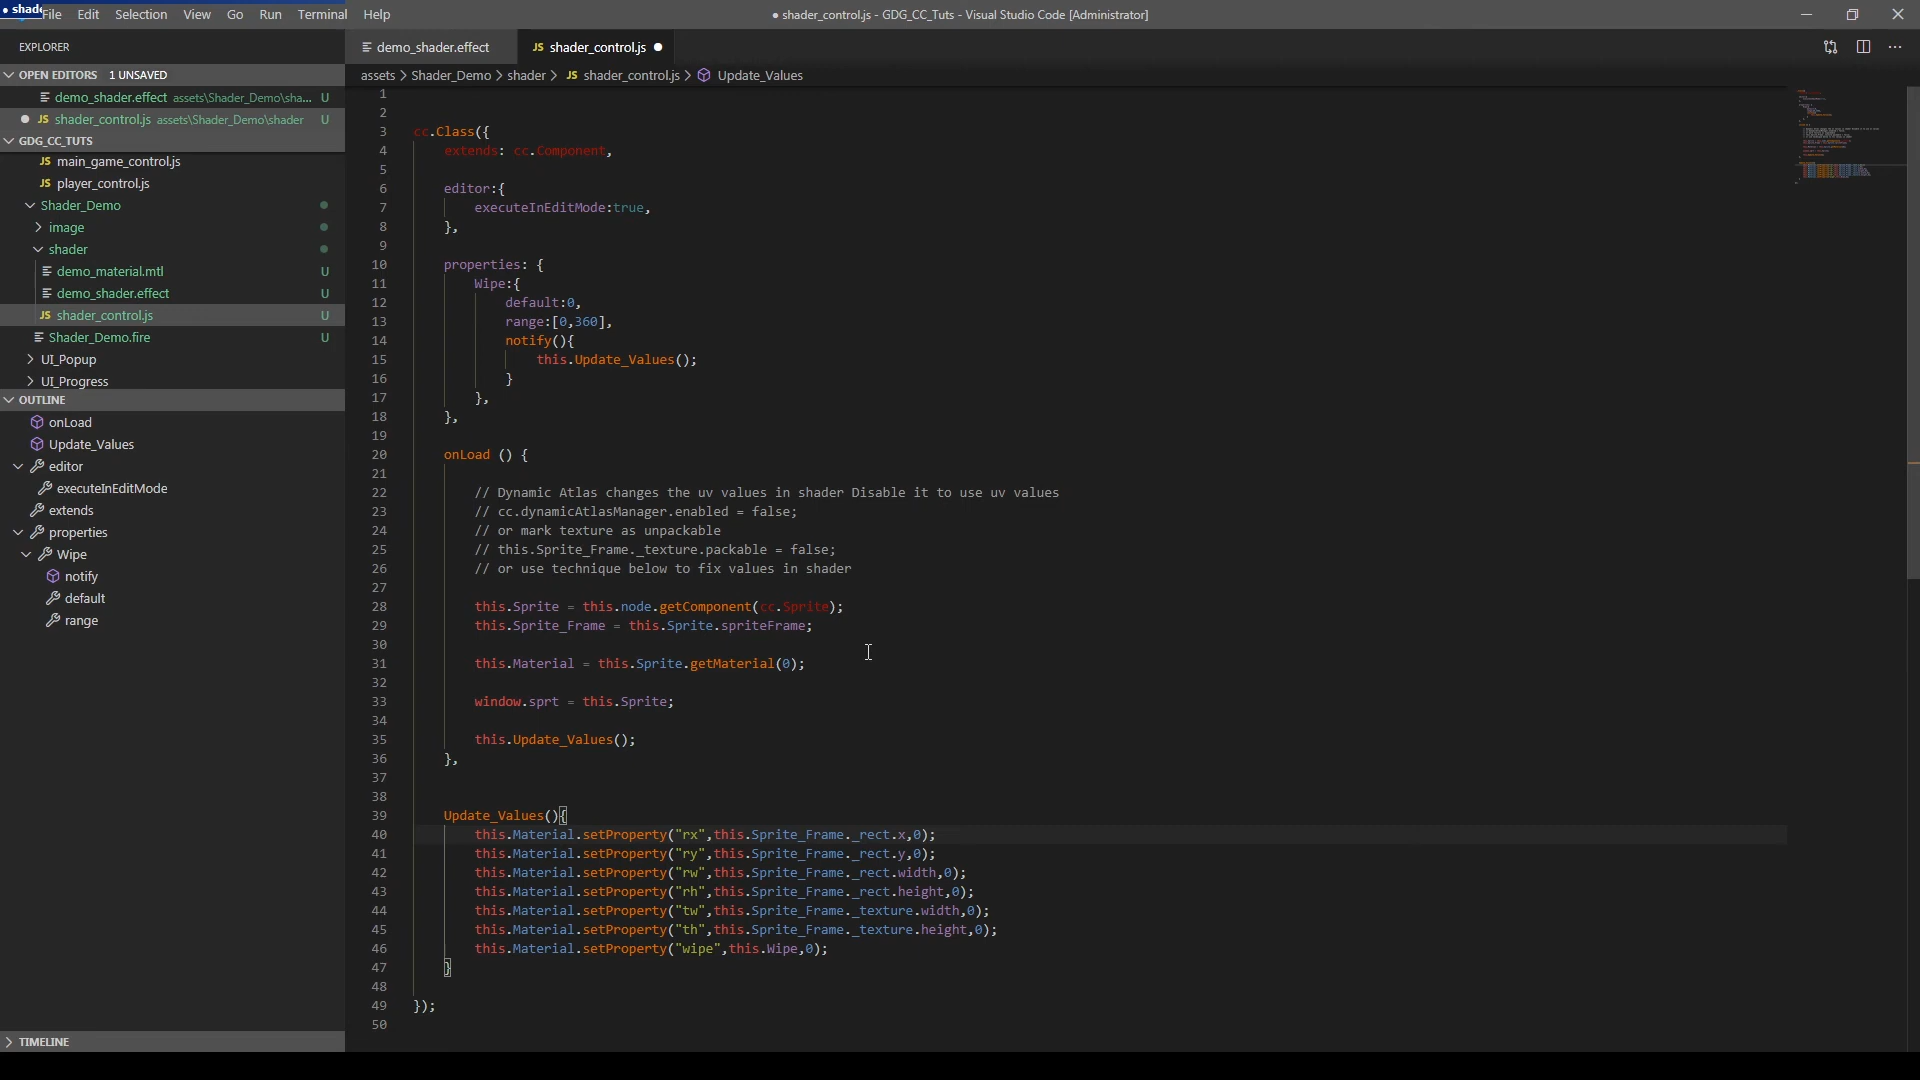 ● shade File Edit Selection View Go Run Terminal Help ● shader_control.js - GDG_CC_Tuts - Visual Studio Code [Administrator]
EXPLORER
OPEN EDITORS 1 UNSAVED
demo_shader.effect assets\Shader_Demo\sha... U
● JS shader_control.js assets\Shader_Demo\shader U
GDG_CC_TUTS
JS main_game_control.js
JS player_control.js
Shader_Demo
image
shader
demo_material.mtl U
demo_shader.effect U
JS shader_control.js U
Shader_Demo.fire U
UI_Popup
UI_Progress
OUTLINE
onLoad
Update_Values
editor
executeInEditMode
extends
properties
Wipe
notify
default
range
TIMELINE
demo_shader.effect JS shader_control.js ●
assets > Shader_Demo > shader > JS shader_control.js > Update_Values
1
2
3 cc.Class({
4 extends: cc.Component,
5
6 editor:{
7 executeInEditMode:true,
8 },
9
10 properties: {
11 Wipe:{
12 default:0,
13 range:[0,360],
14 notify(){
15 this.Update_Values();
16 }
17 },
18 },
19
20 onLoad () {
21
22 // Dynamic Atlas changes the uv values in shader Disable it to use uv values
23 // cc.dynamicAtlasManager.enabled = false;
24 // or mark texture as unpackable
25 // this.Sprite_Frame._texture.packable = false;
26 // or use technique below to fix values in shader
27
28 this.Sprite = this.node.getComponent(cc.Sprite);
29 this.Sprite_Frame = this.Sprite.spriteFrame;
30
31 this.Material = this.Sprite.getMaterial(0);
32
33 window.sprt = this.Sprite;
34
35 this.Update_Values();
36 },
37
38
39 Update_Values(){
40 this.Material.setProperty("rx",this.Sprite_Frame._rect.x,0);
41 this.Material.setProperty("ry",this.Sprite_Frame._rect.y,0);
42 this.Material.setProperty("rw",this.Sprite_Frame._rect.width,0);
43 this.Material.setProperty("rh",this.Sprite_Frame._rect.height,0);
44 this.Material.setProperty("tw",this.Sprite_Frame._texture.width,0);
45 this.Material.setProperty("th",this.Sprite_Frame._texture.height,0);
46 this.Material.setProperty("wipe",this.Wipe,0);
47 }
48
49 });
50